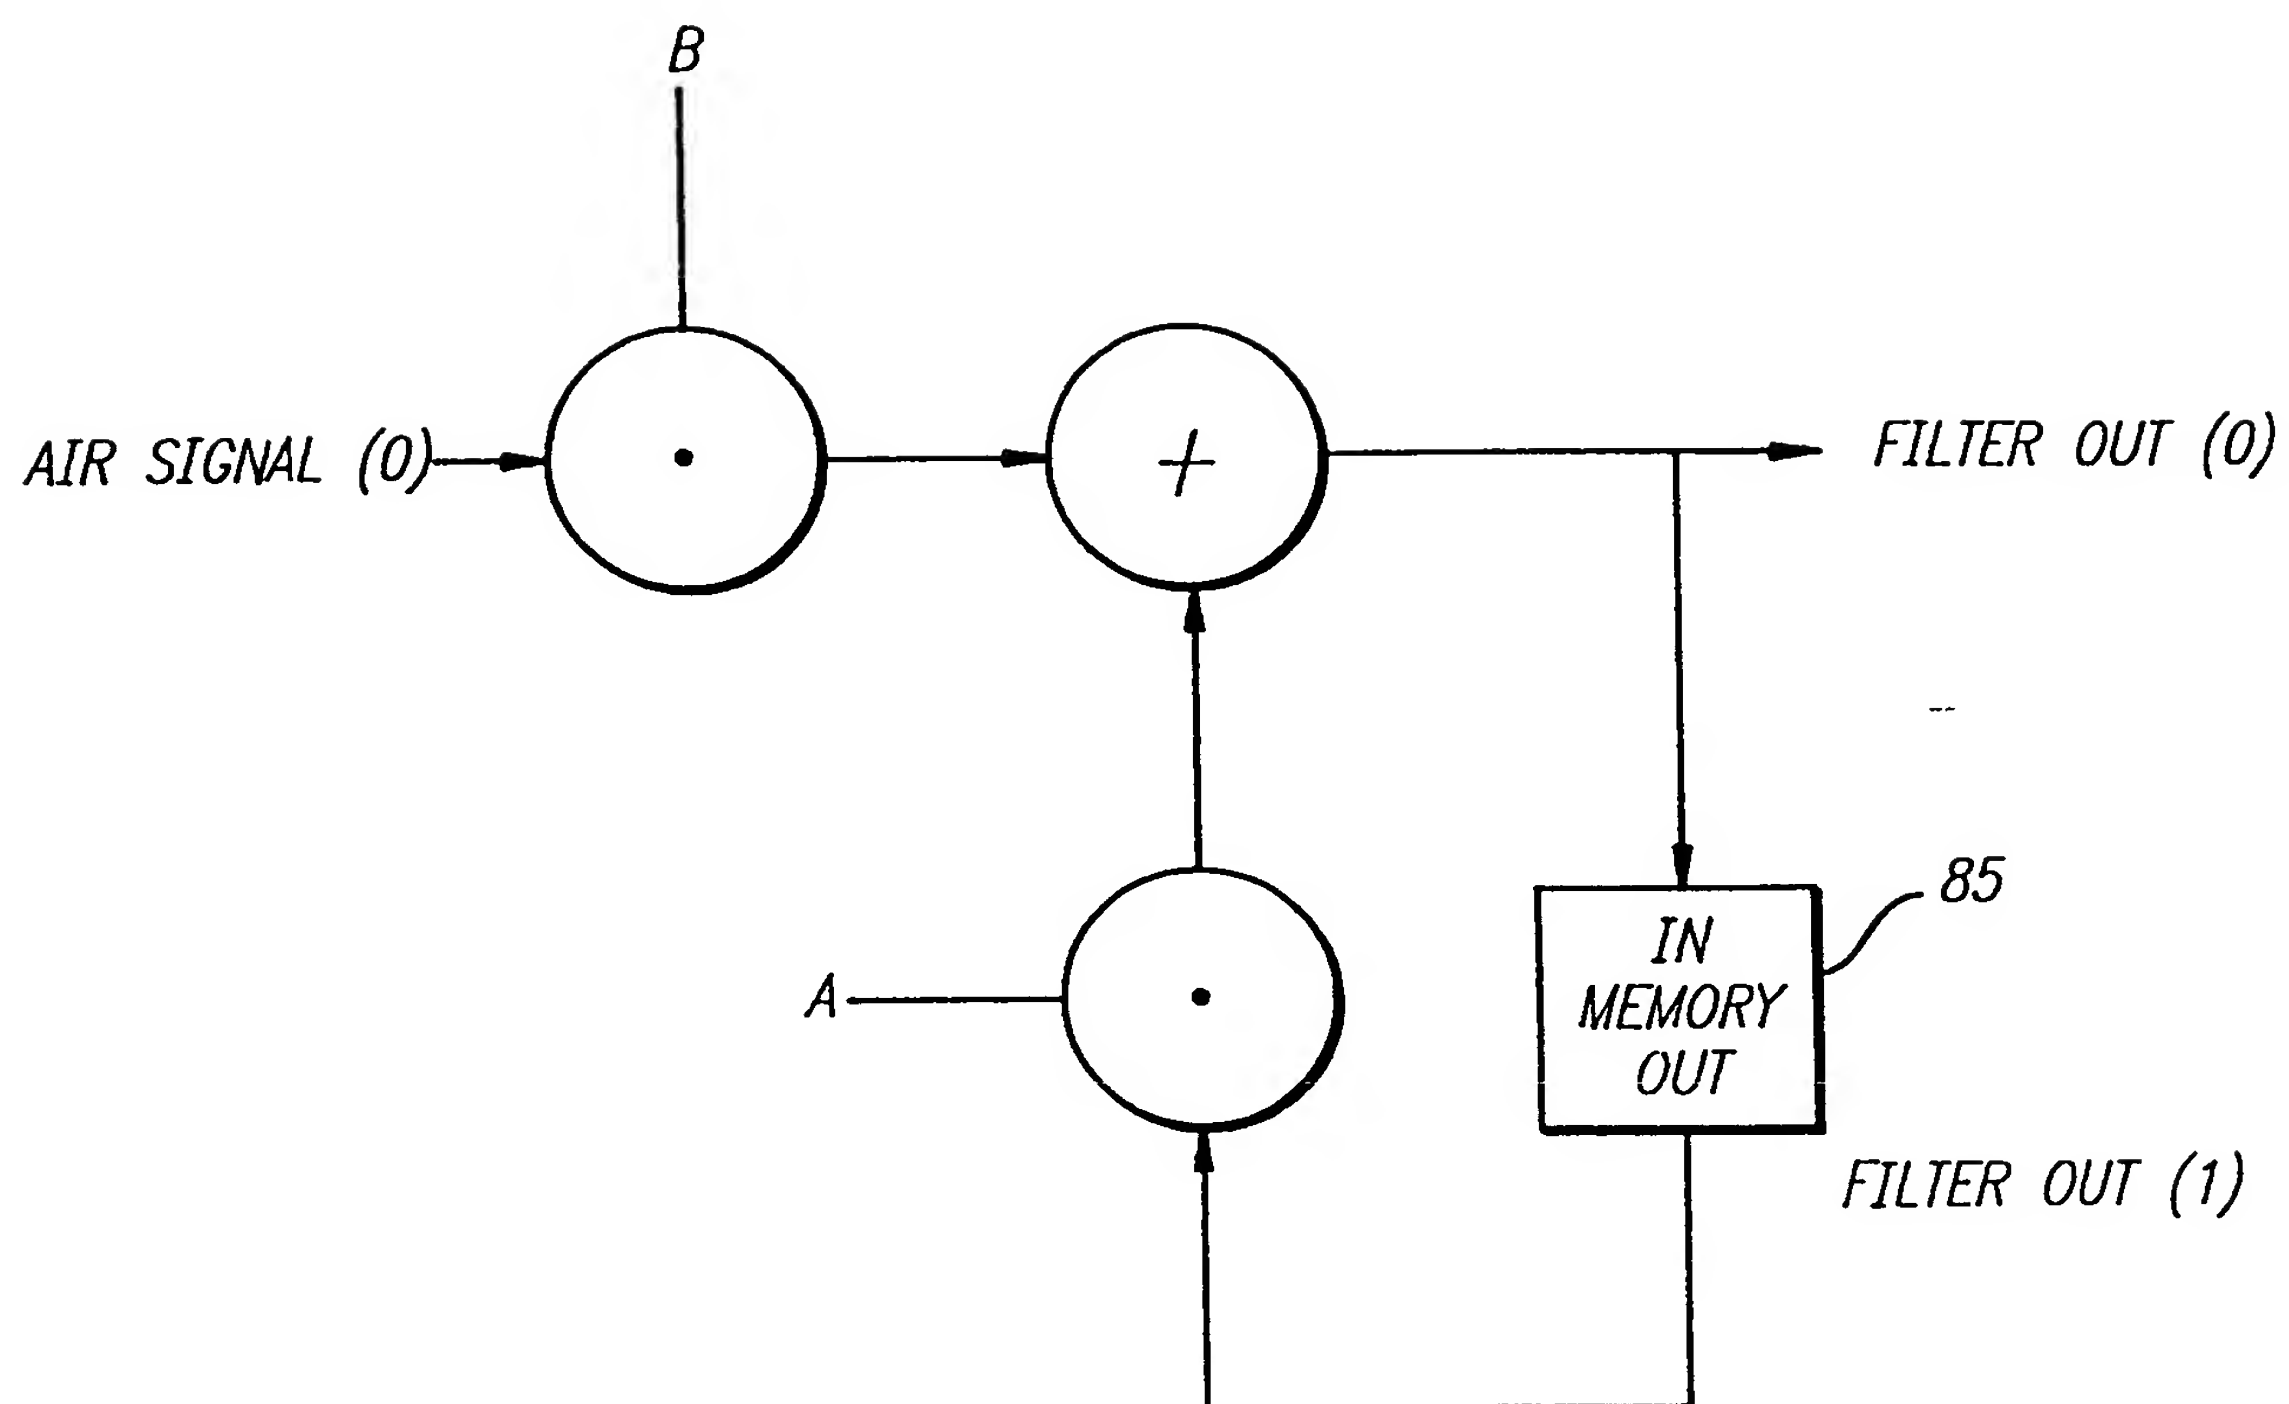 B
AIR SIGNAL (0)
+
FILTER OUT (0)
85
IN
MEMORY
OUT
A
FILTER OUT (1)